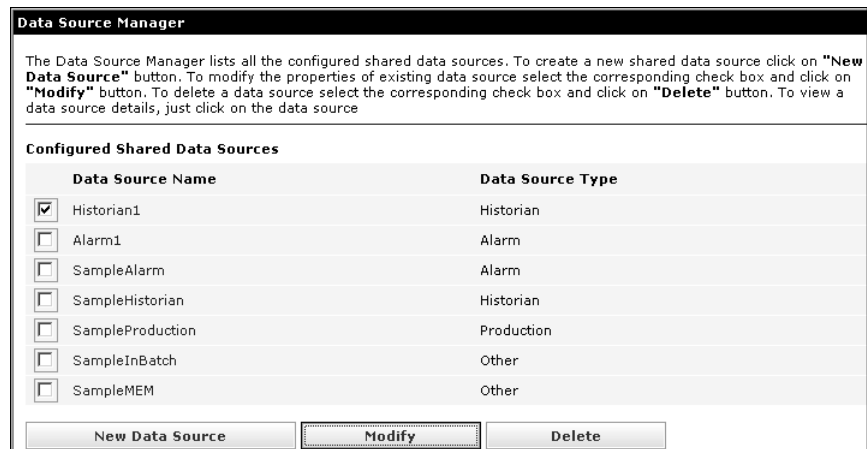 Data Source Manager
The Data Source Manager lists all the configured shared data sources. To create a new shared data source click on "New
Data Source" button. To modify the properties of existing data source select the corresponding check box and click on
"Modify" button. To delete a data source select the corresponding check box and click on "Delete" button. To view a
data source details, just click on the data source
Configured Shared Data Sources
Data Source Name Data Source Type
Historian1 Historian
Alarm1 Alarm
SampleAlarm Alarm
SampleHistorian Historian
SampleProduction Production
SampleInBatch Other
SampleMEM Other
New Data Source Modify Delete